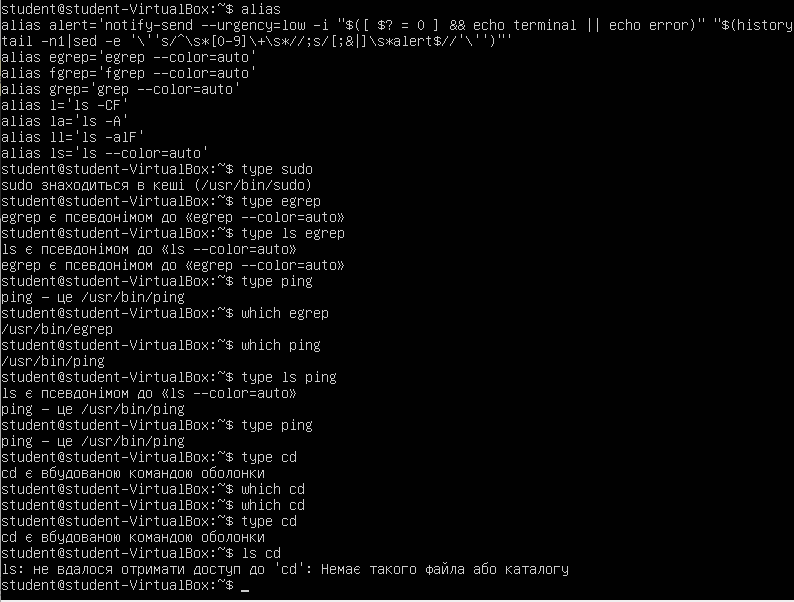 student@student-VirtualBox:~$ alias
alias alert='notify-send --urgency=low -i "$([ $? = 0 ] && echo terminal || echo error)" "$(history
tail -n1|sed -e '\''s/^\s*[0-9]\+\s*//;s/[;&|]\s*alert$//'\'')"'
alias egrep='egrep --color=auto'
alias fgrep='fgrep --color=auto'
alias grep='grep --color=auto'
alias l='ls -CF'
alias la='ls -A'
alias ll='ls -alF'
alias ls='ls --color=auto'
student@student-VirtualBox:~$ type sudo
sudo знаходиться в кеші (/usr/bin/sudo)
student@student-VirtualBox:~$ type egrep
egrep є псевдонімом до «egrep --color=auto»
student@student-VirtualBox:~$ type ls egrep
ls є псевдонімом до «ls --color=auto»
egrep є псевдонімом до «egrep --color=auto»
student@student-VirtualBox:~$ type ping
ping — це /usr/bin/ping
student@student-VirtualBox:~$ which egrep
/usr/bin/egrep
student@student-VirtualBox:~$ which ping
/usr/bin/ping
student@student-VirtualBox:~$ type ls ping
ls є псевдонімом до «ls --color=auto»
ping — це /usr/bin/ping
student@student-VirtualBox:~$ type ping
ping — це /usr/bin/ping
student@student-VirtualBox:~$ type cd
cd є вбудованою командою оболонки
student@student-VirtualBox:~$ which cd
student@student-VirtualBox:~$ which cd
student@student-VirtualBox:~$ type cd
cd є вбудованою командою оболонки
student@student-VirtualBox:~$ ls cd
ls: не вдалося отримати доступ до 'cd': Немає такого файла або каталогу
student@student-VirtualBox:~$ _